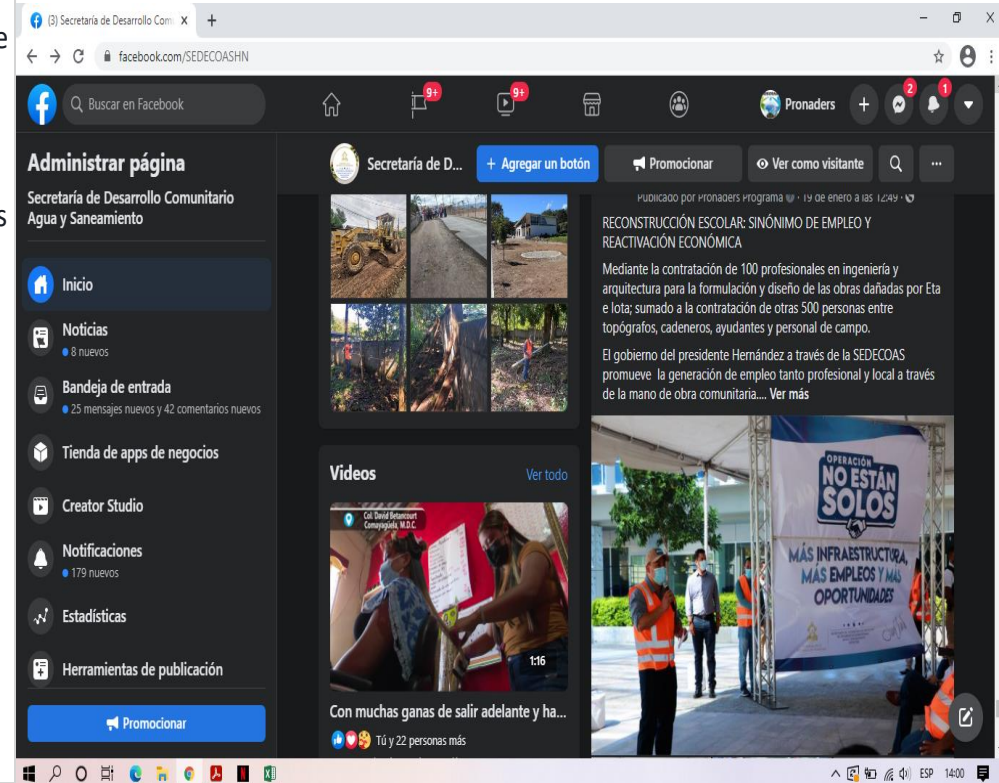 e
s
(3) Secretaría de Desarrollo Com
facebook.com/SEDECOASHN
Buscar en Facebook
9+
9+
Pronaders
2
1
Administrar página
Secretaría de Desarrollo Comunitario
Agua y Saneamiento
Inicio
Noticias
8 nuevos
Bandeja de entrada
25 mensajes nuevos y 42 comentarios nuevos
Tienda de apps de negocios
Creator Studio
Notificaciones
179 nuevos
Estadísticas
Herramientas de publicación
Promocionar
Secretaría de D...
+ Agregar un botón
Promocionar
Ver como visitante
Videos
Ver todo
Col. David Betancourt
Comayagüela, M.D.C.
1:16
Con muchas ganas de salir adelante y ha...
Tú y 22 personas más
Publicado por Pronaders Programa · 19 de enero a las 12:49 ·
RECONSTRUCCIÓN ESCOLAR: SINÓNIMO DE EMPLEO Y
REACTIVACIÓN ECONÓMICA
Mediante la contratación de 100 profesionales en ingeniería y
arquitectura para la formulación y diseño de las obras dañadas por Eta
e Iota; sumado a la contratación de otras 500 personas entre
topógrafos, cadeneros, ayudantes y personal de campo.
El gobierno del presidente Hernández a través de la SEDECOAS
promueve la generación de empleo tanto profesional y local a través
de la mano de obra comunitaria.... Ver más
OPERACIÓN
NO ESTÁN
SOLOS
MÁS INFRAESTRUCTURA,
MÁS EMPLEOS Y MÁS
OPORTUNIDADES
ESP
14:00